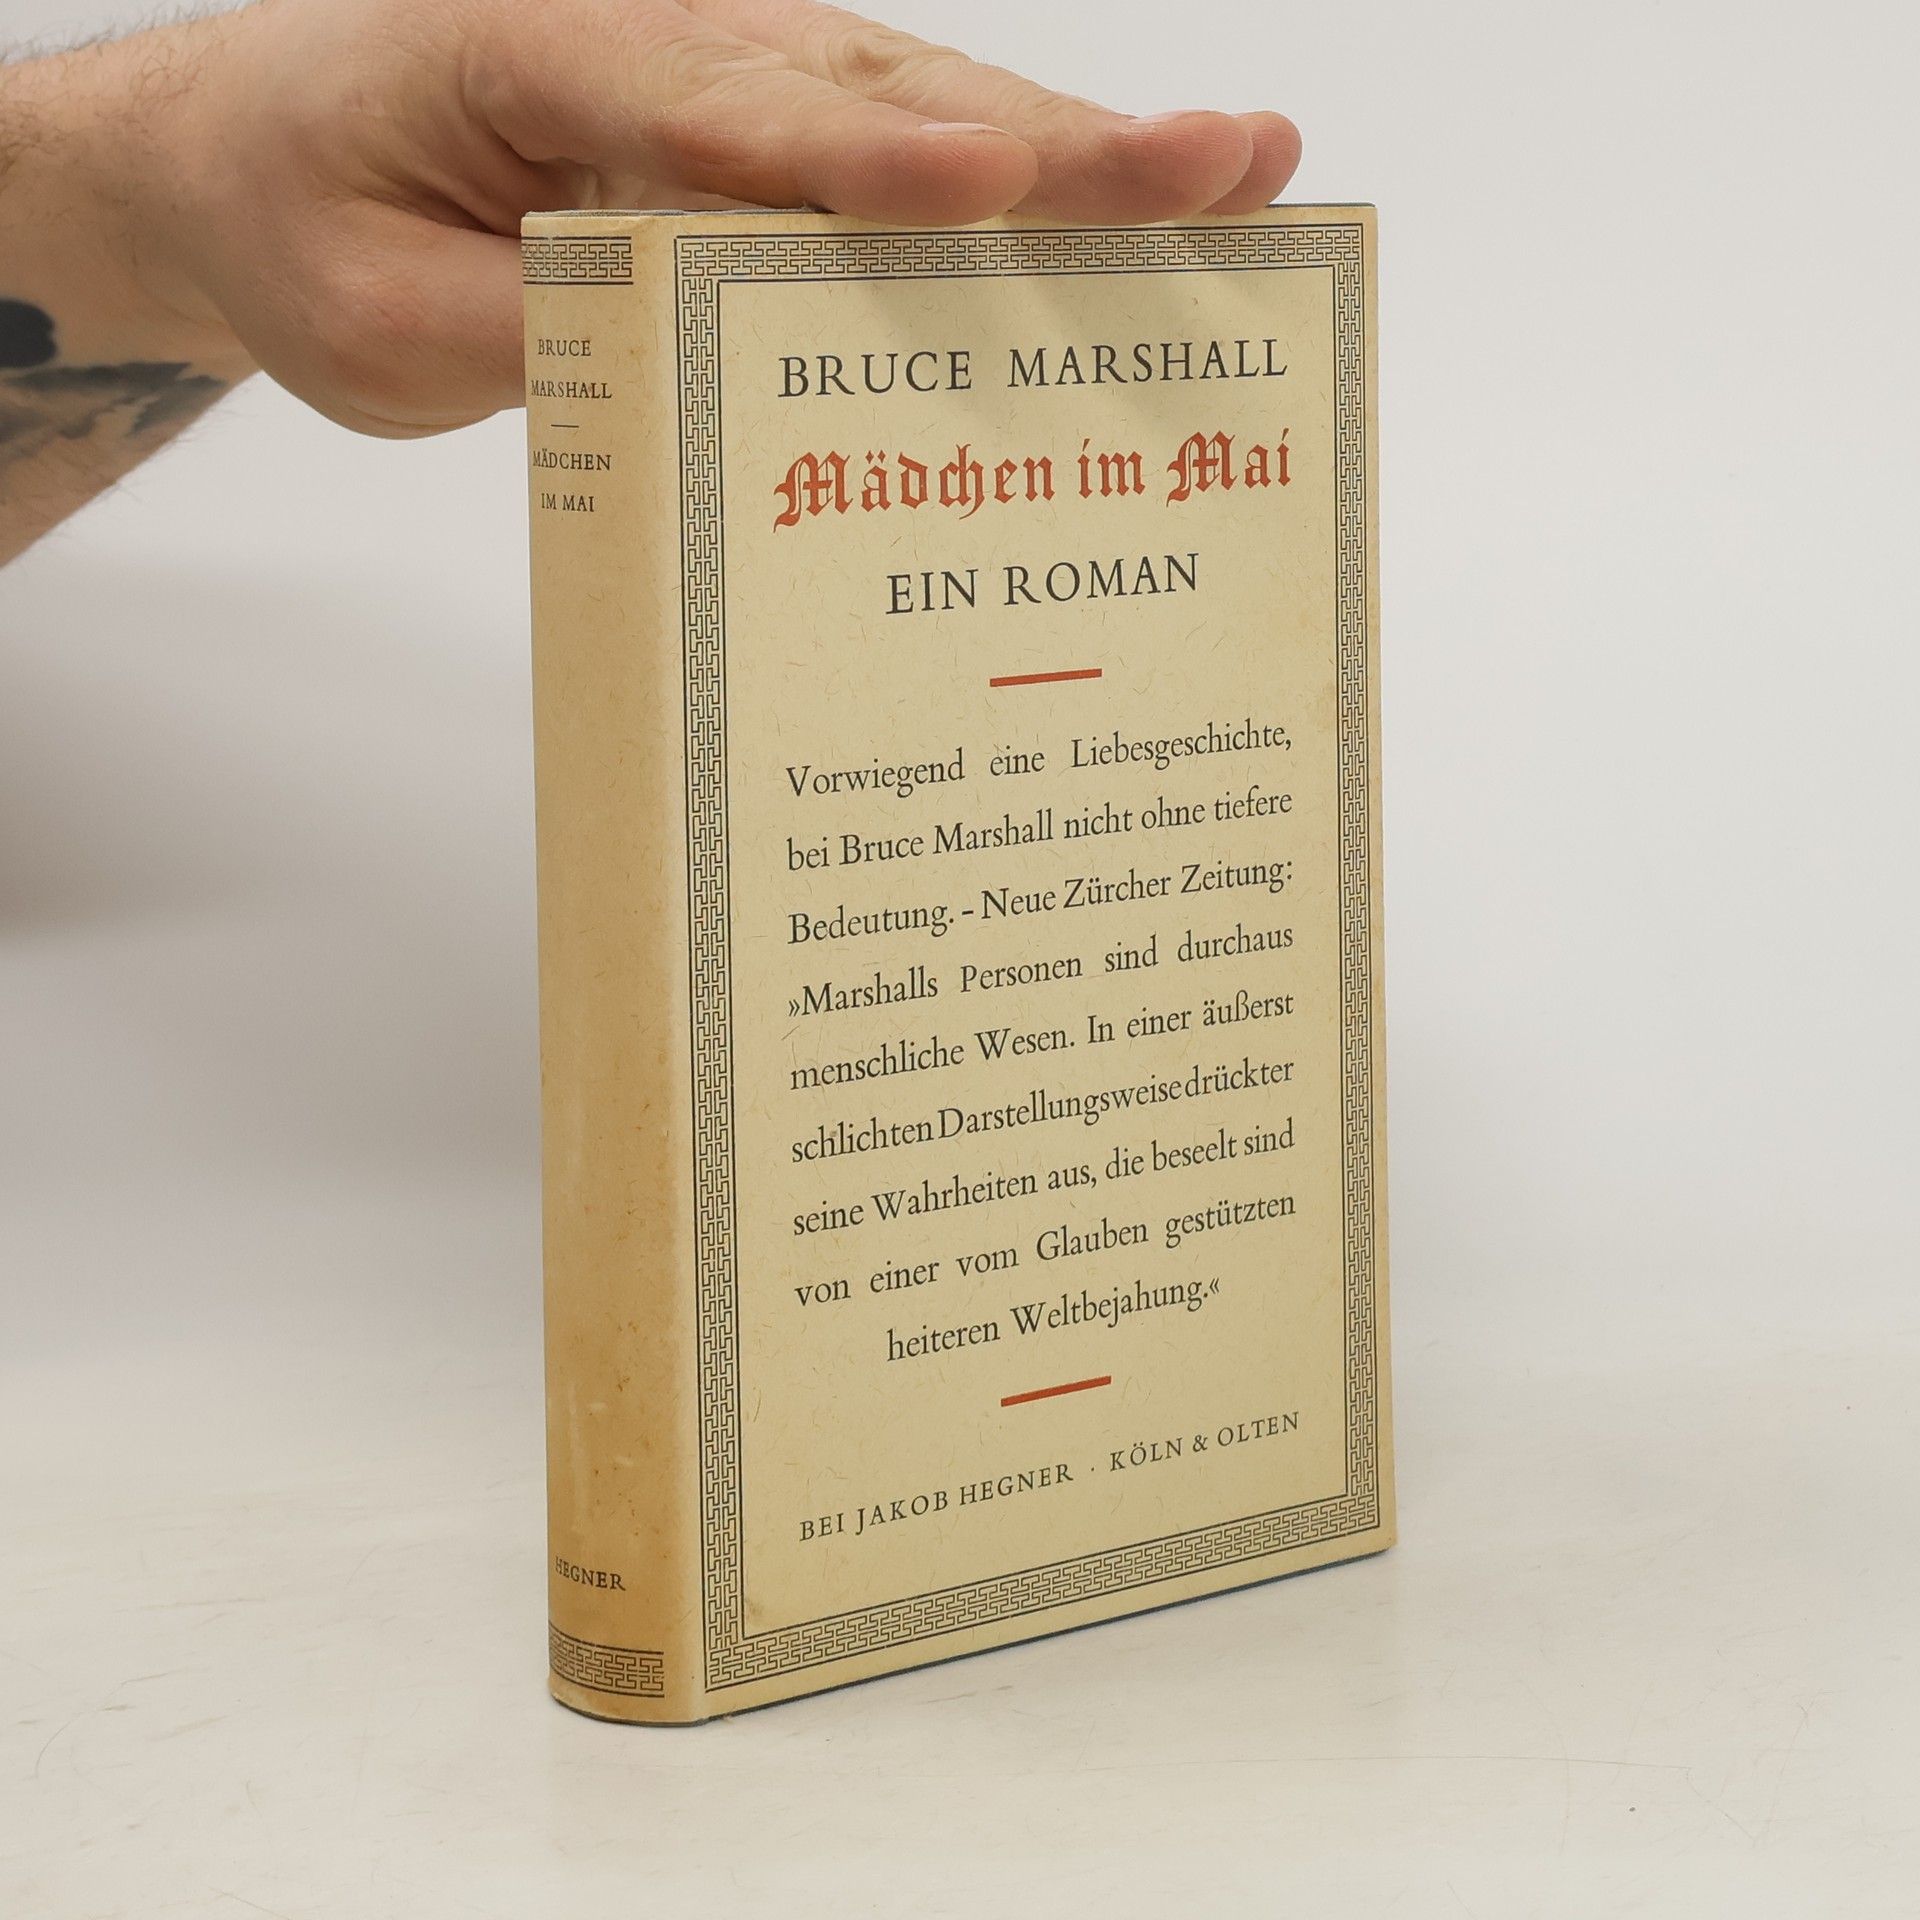 BRUCE
MARSHALL
MÄDCHEN
IM MAI
HEGNER
BRUCE MARSHALL
Mädchen im Mai
EIN ROMAN
Vorwiegend eine Liebesgeschichte,
bei Bruce Marshall nicht ohne tiefere
Bedeutung. – Neue Zürcher Zeitung:
»Marshalls Personen sind durchaus
menschliche Wesen. In einer äußerst
schlichten Darstellungsweise drückt er
seine Wahrheiten aus, die beseelt sind
von einer vom Glauben gestützten
heiteren Weltbejahung.«
BEI JAKOB HEGNER · KÖLN & OLTEN